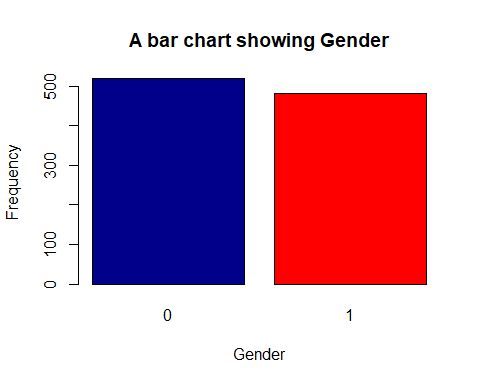 A bar chart showing Gender
Frequency
500
300
100
0
0 1
Gender